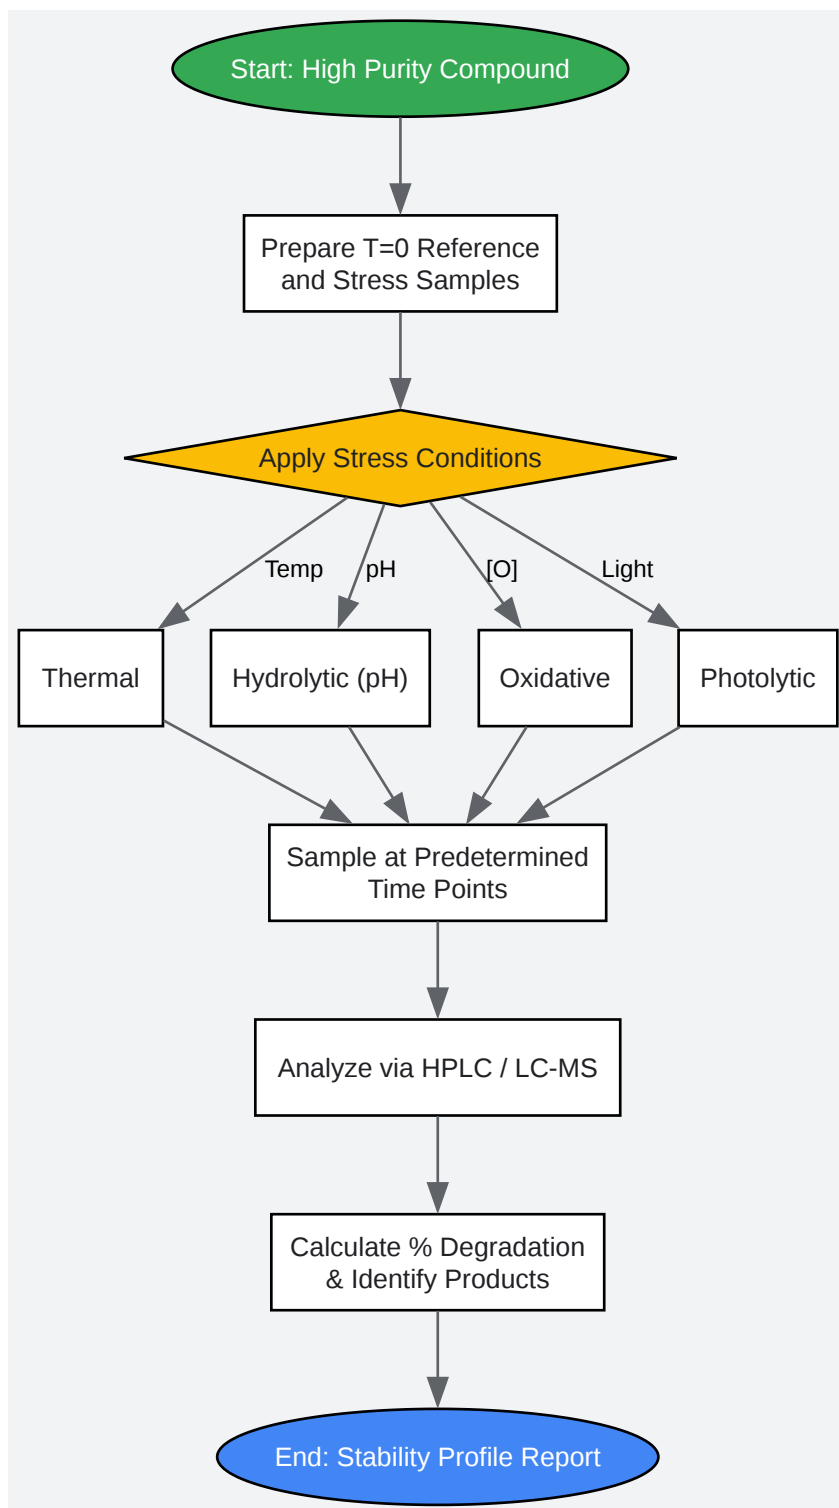 Start: High Purity Compound
Prepare T=0 Reference
and Stress Samples
Apply Stress Conditions
Temp
pH
[O]
Light
Thermal
Hydrolytic (pH)
Oxidative
Photolytic
Sample at Predetermined
Time Points
Analyze via HPLC / LC-MS
Calculate % Degradation
& Identify Products
End: Stability Profile Report